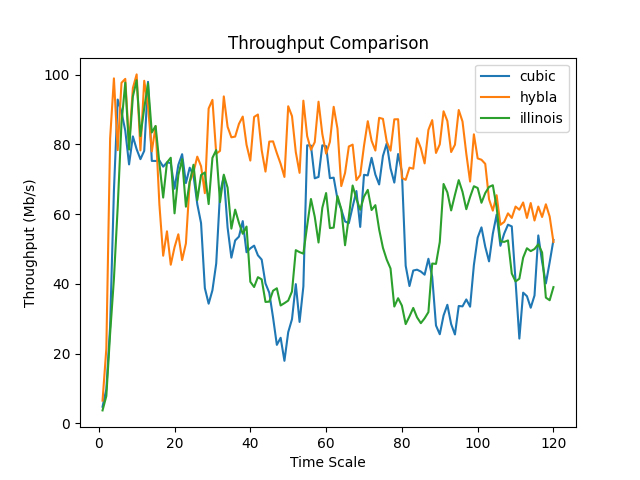 Throughput Comparison
Throughput (Mb/s)
100
80
60
40
20
0
cubic
hybla
illinois
0 20 40 60 80 100 120
Time Scale